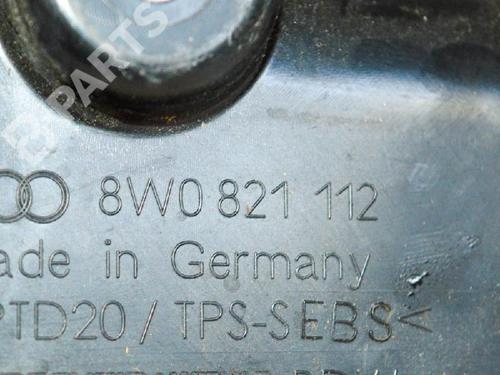 B-PARTS
8W0 821 112
ade in Germany
PTD20 / TPS-SEBS<